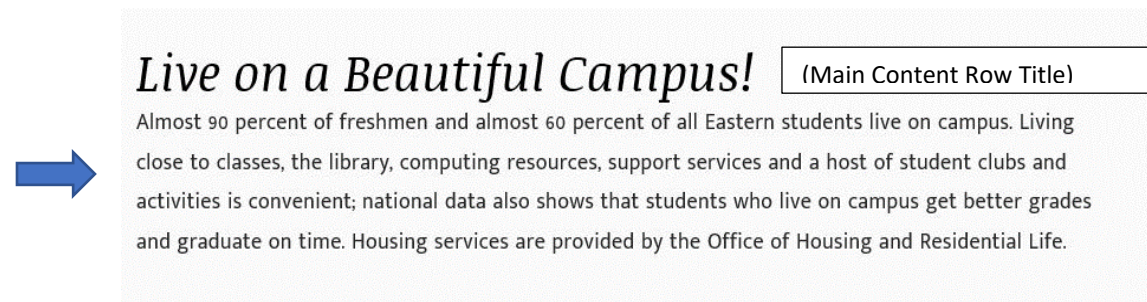 Live on a Beautiful Campus!
(Main Content Row Title)
Almost 90 percent of freshmen and almost 60 percent of all Eastern students live on campus. Living
close to classes, the library, computing resources, support services and a host of student clubs and
activities is convenient; national data also shows that students who live on campus get better grades
and graduate on time. Housing services are provided by the Office of Housing and Residential Life.